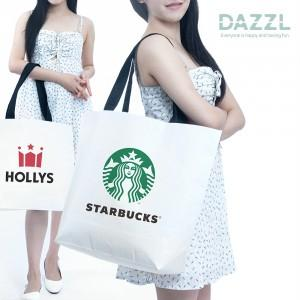 DAZZL
Everyone is happy and having fun.
HOLLYS
STARBUCKS®